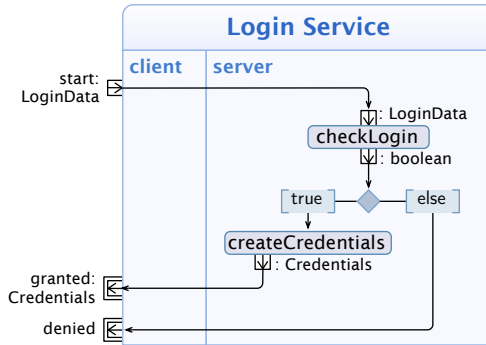 Login Service
client
server
start:
LoginData
: LoginData
checkLogin
: boolean
true
else
createCredentials
: Credentials
granted:
Credentials
denied